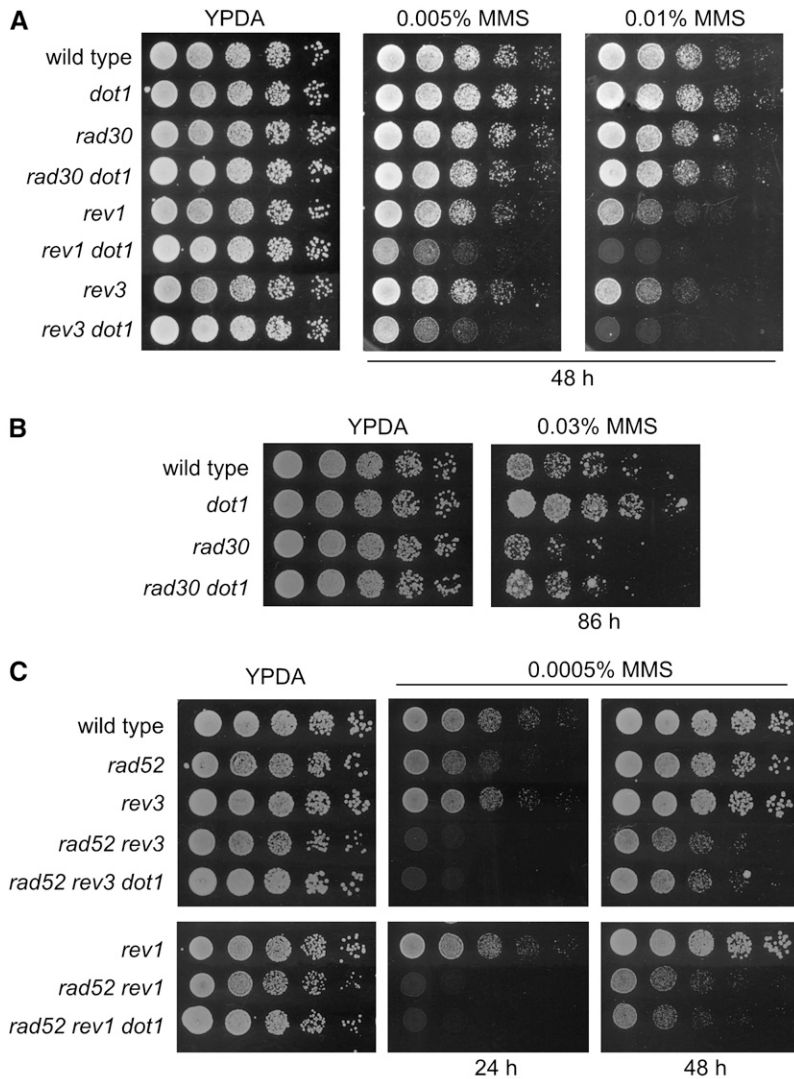 A
YPDA 0.005% MMS 0.01% MMS
wild type
dot1
rad30
rad30 dot1
rev1
rev1 dot1
rev3
rev3 dot1
48 h
B
YPDA 0.03% MMS
wild type
dot1
rad30
rad30 dot1
86 h
C
YPDA 0.0005% MMS
wild type
rad52
rev3
rad52 rev3
rad52 rev3 dot1
rev1
rad52 rev1
rad52 rev1 dot1
24 h 48 h